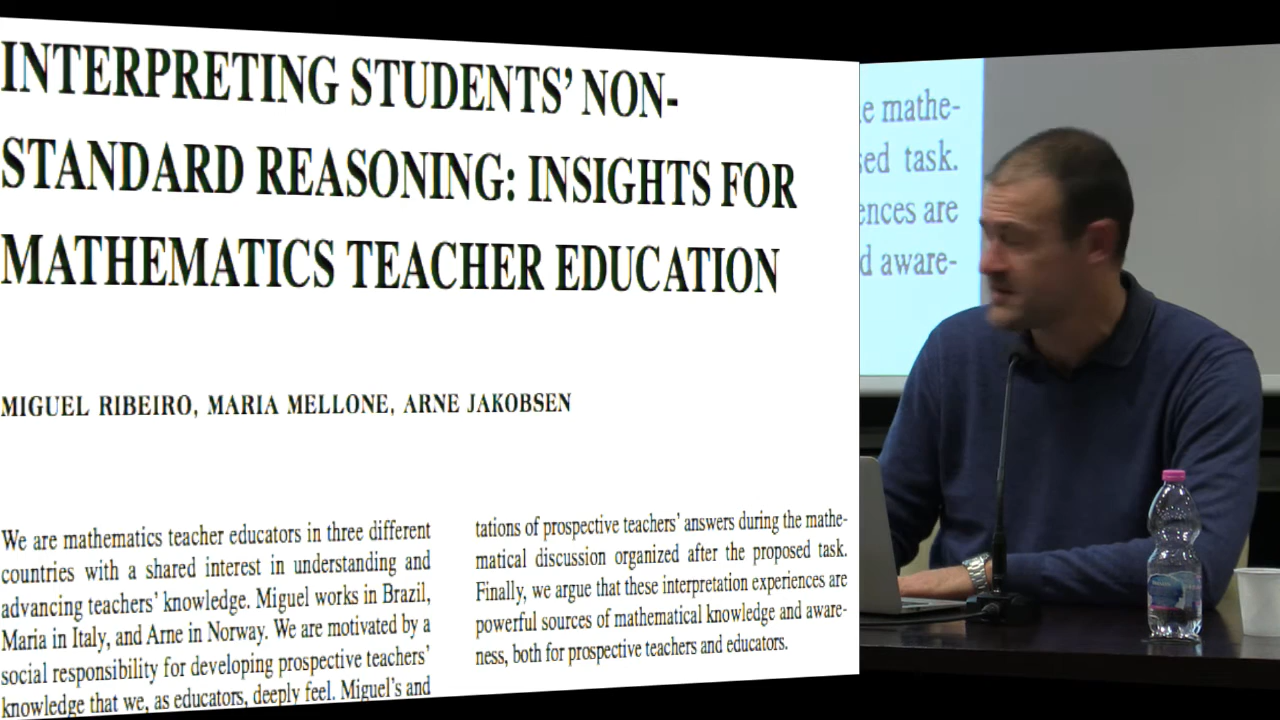 INTERPRETING STUDENTS' NON-
STANDARD REASONING: INSIGHTS FOR
MATHEMATICS TEACHER EDUCATION
MIGUEL RIBEIRO, MARIA MELLONE, ARNE JAKOBSEN
We are mathematics teacher educators in three different
countries with a shared interest in understanding and
advancing teachers' knowledge. Miguel works in Brazil,
Maria in Italy, and Arne in Norway. We are motivated by a
social responsibility for developing prospective teachers'
knowledge that we, as educators, deeply feel. Miguel's and
tations of prospective teachers' answers during the mathe-
matical discussion organized after the proposed task.
Finally, we argue that these interpretation experiences are
powerful sources of mathematical knowledge and aware-
ness, both for prospective teachers and educators.
e mathe-
sed task.
ences are
d aware-